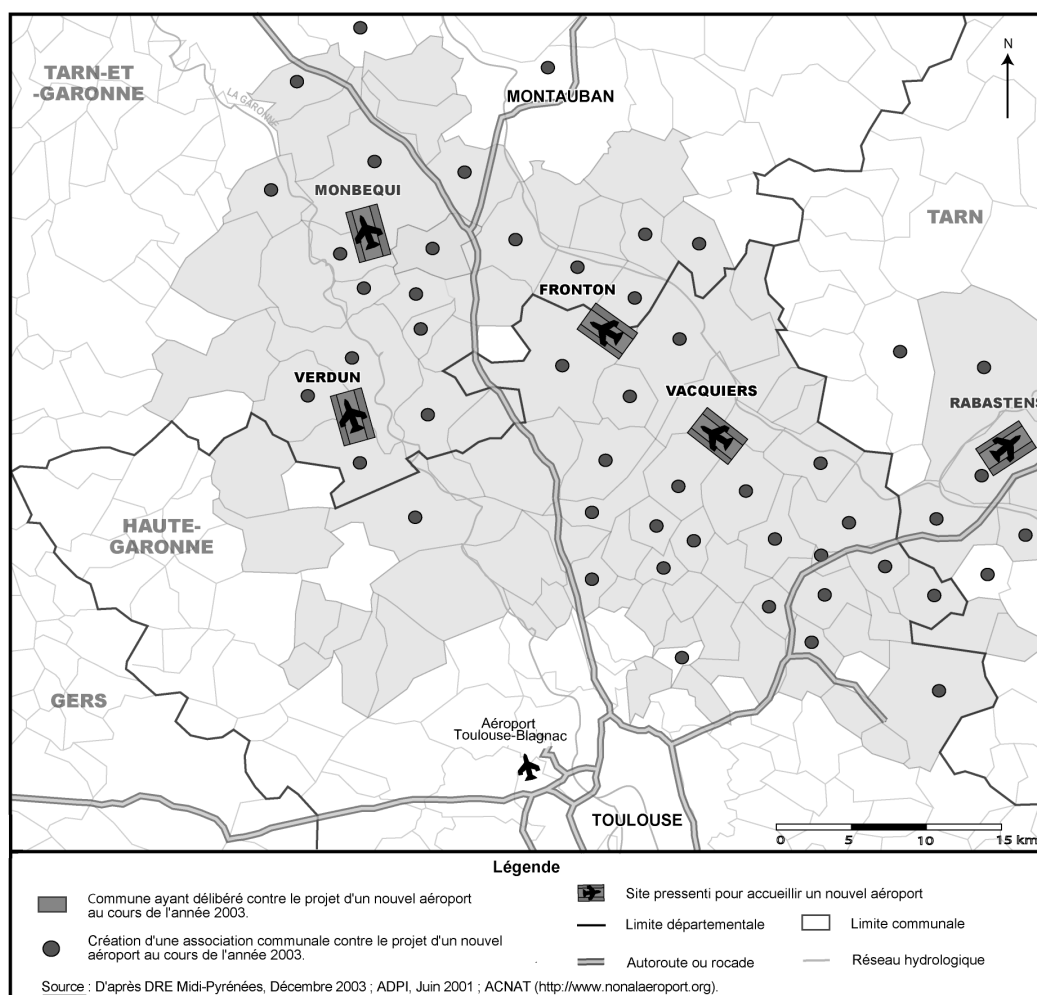 N
TARN-ET
-GARONNE
LA GARONNE
MONTAUBAN
MONBEQUI
TARN
FRONTON
VERDUN
VACQUIERS
RABASTENS
HAUTE-
GARONNE
GERS
Aéroport
Toulouse-Blagnac
TOULOUSE
0 5 10 15 km
Légende
Commune ayant délibéré contre le projet d'un nouvel aéroport
au cours de l'année 2003.
Création d'une association communale contre le projet d'un nouvel
aéroport au cours de l'année 2003.
Site pressenti pour accueillir un nouvel aéroport
Limite départementale
Limite communale
Autoroute ou rocade
Réseau hydrologique
Source : D'après DRE Midi-Pyrénées, Décembre 2003 ; ADPI, Juin 2001 ; ACNAT (http://www.nonalaeroport.org).